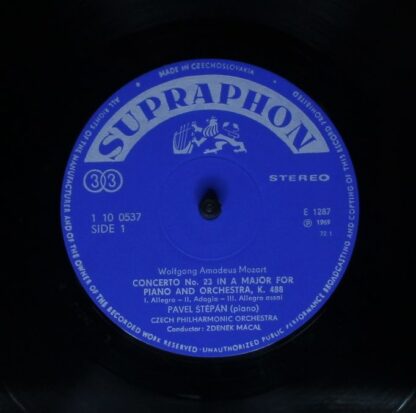 MADE IN CZECHOSLOVAKIA
ALL RIGHTS OF THE MANUFACTURER AND OF THE OWNER OF THE RECORDED WORK RESERVED - UNAUTHORIZED PUBLIC PERFORMANCE BROADCASTING AND COPYING OF THIS RECORD PROHIBITED
SUPRAPHON
33
STEREO
1 10 0537
SIDE 1
E 1287
Ⓟ 1969
72 1
Wolfgang Amadeus Mozart
CONCERTO No. 23 IN A MAJOR FOR
PIANO AND ORCHESTRA, K. 488
I. Allegro – II. Adagio – III. Allegro assai
PAVEL ŠTĚPÁN (piano)
CZECH PHILHARMONIC ORCHESTRA
Conductor: ZDENĚK MÁCAL